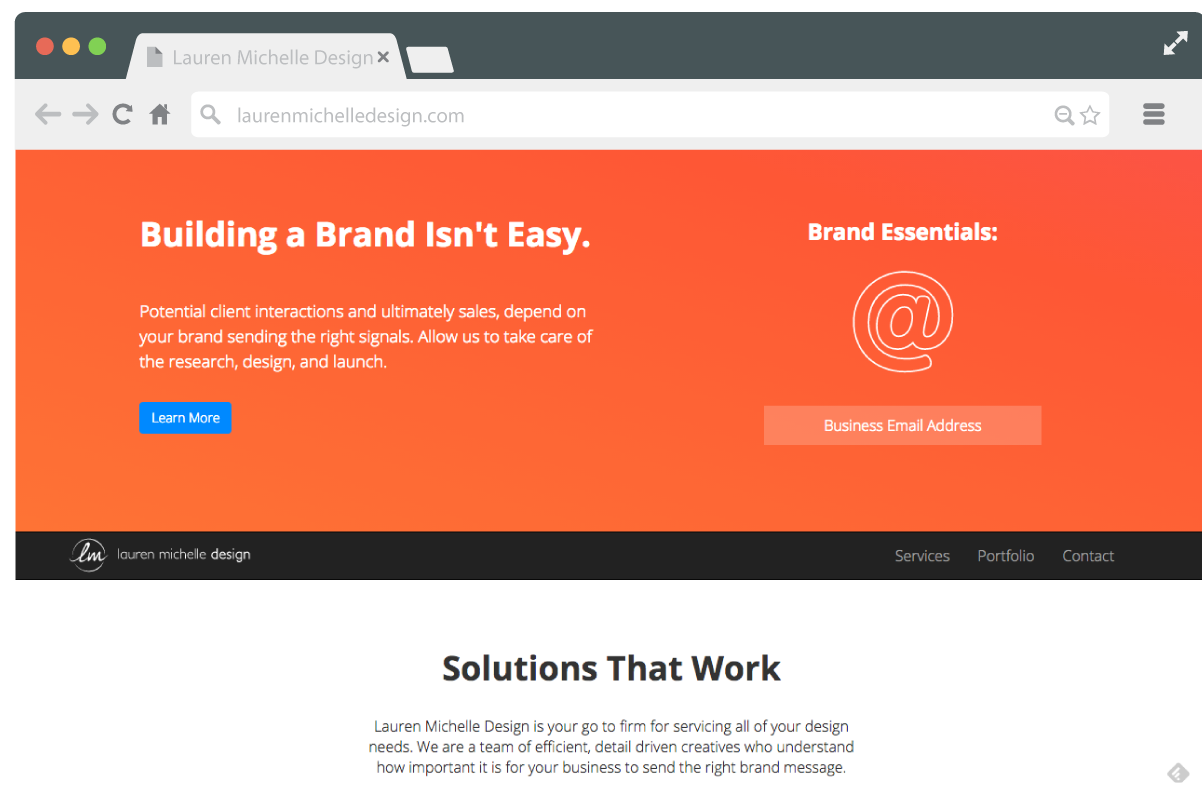 Lauren Michelle Design
laurenmichelledesign.com
Building a Brand Isn't Easy.
Potential client interactions and ultimately sales, depend on
your brand sending the right signals. Allow us to take care of
the research, design, and launch.
Learn More
Brand Essentials:
@
Business Email Address
lm lauren michelle design
Services Portfolio Contact
Solutions That Work
Lauren Michelle Design is your go to firm for servicing all of your design
needs. We are a team of efficient, detail driven creatives who understand
how important it is for your business to send the right brand message.